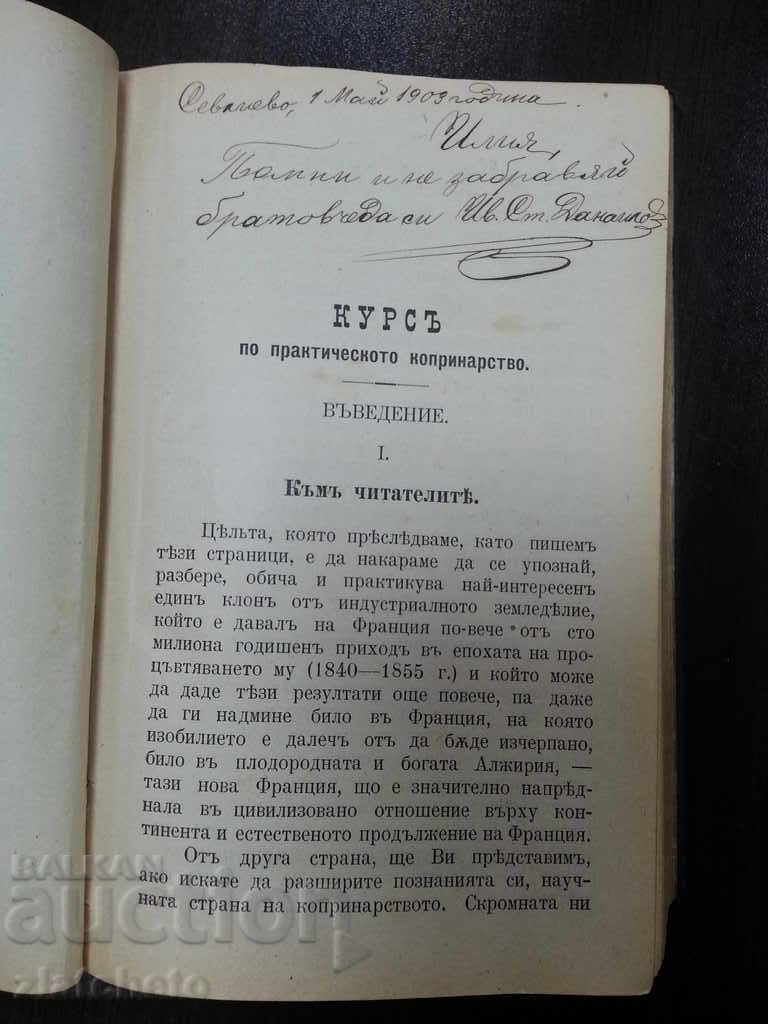 Севлиево, 1 Май 1903 година.
Илия,
Помни и не забравяй
братовчеда си Ив. Ст. Данаилов
КУРСЪ
по практическото копринарство.
ВЪВЕДЕНИЕ.
I.
Къмъ читателитѣ.
Цѣльта, която прѣслѣдваме, като пишемъ
тѣзи страници, е да накараме да се упознай,
разбере, обича и практикува най-интересенъ
единъ клонъ отъ индустриалното земледѣлие,
който е давалъ на Франция по-вече отъ сто
милиона годишенъ приходъ въ епохата на про-
цъвтяването му (1840—1855 г.) и който може
да даде тѣзи резултати още повече, па даже
да ги надмине било въ Франция, на която
изобилието е далечъ отъ да бѫде изчерпано,
било въ плодородната и богата Алжирия, —
тази нова Франция, що е значително напрѣд-
нала въ цивилизовано отношение върху кон-
тинента и естественото продължение на Франция.
Отъ друга страна, ще Ви прѣдставимъ,
ако искате да разширите познанията си, науч-
ната страна на копринарството. Скромната ни
BALKAN
auction
zlatcheto